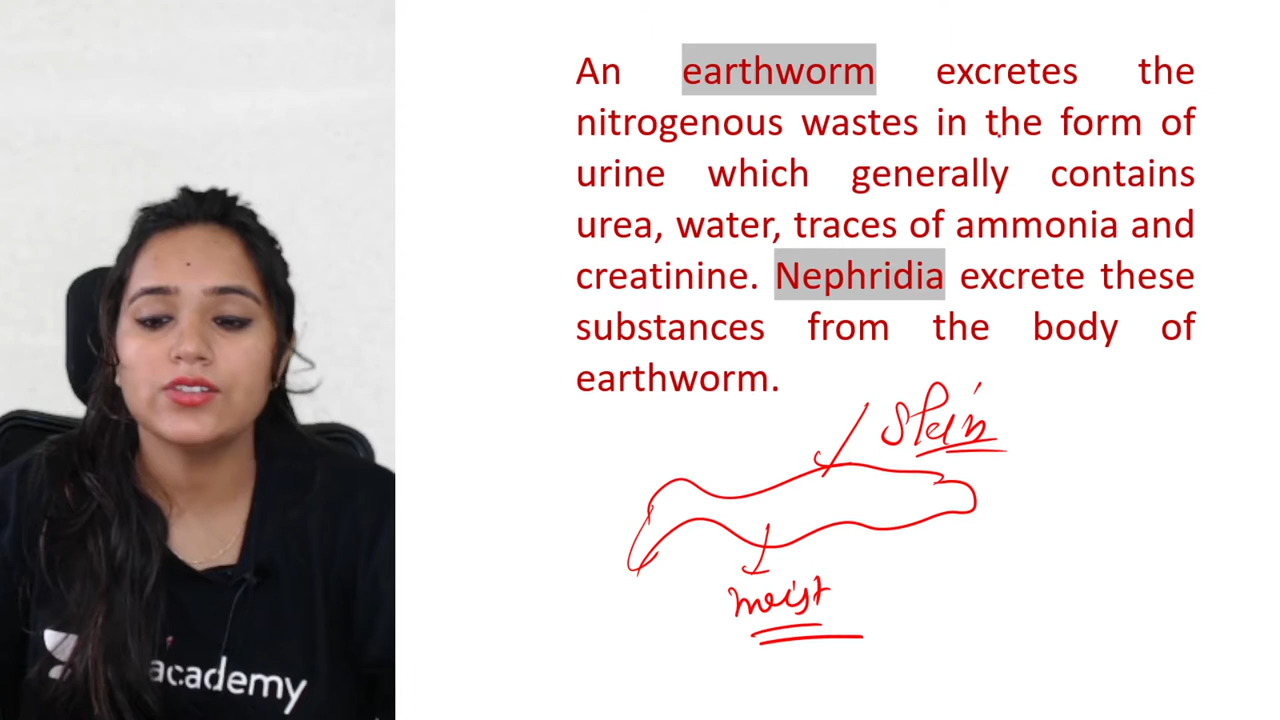 An earthworm excretes the
nitrogenous wastes in the form of
urine which generally contains
urea, water, traces of ammonia and
creatinine. Nephridia excrete these
substances from the body of
earthworm.
Skin
moist
academy